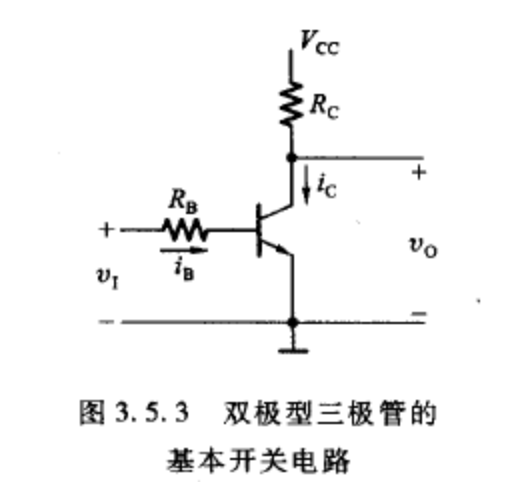 V_CC
R_C
+
i_C
R_B
+
v_O
i_B
v_I
−
−
图 3.5.3 双极型三极管的
基本开关电路